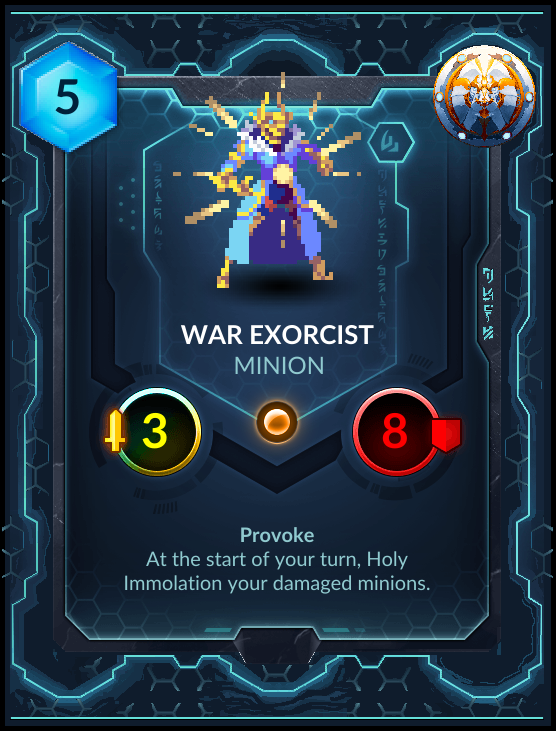 5
WAR EXORCIST
MINION
3
8
Provoke
At the start of your turn, Holy
Immolation your damaged minions.